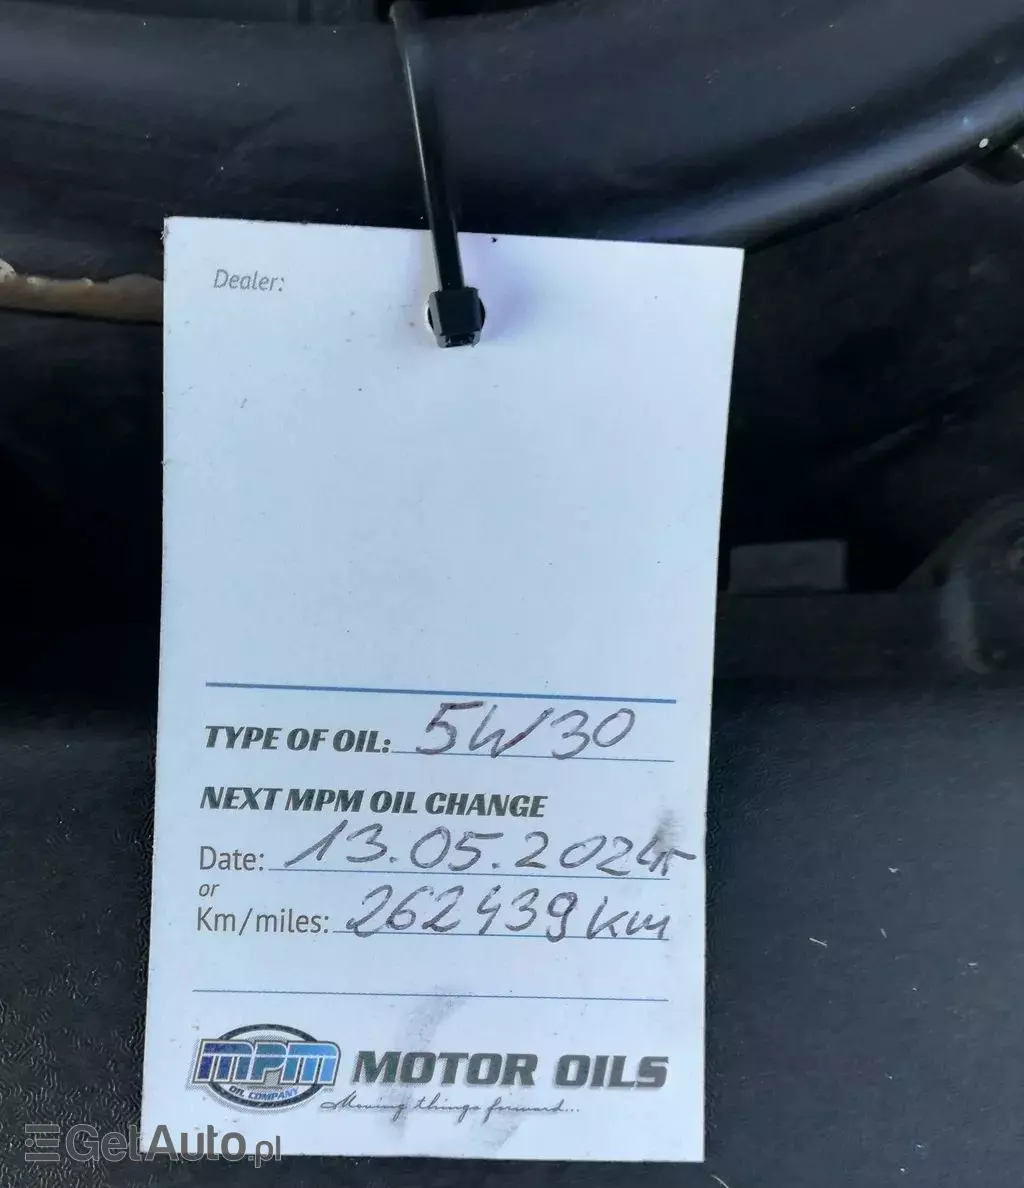 Dealer:
TYPE OF OIL: 5W30
NEXT MPM OIL CHANGE
Date: 13.05.2024r
or
Km/miles: 262439 km
MPM
OIL COMPANY
MOTOR OILS
Moving things forward...
GetAuto.pl